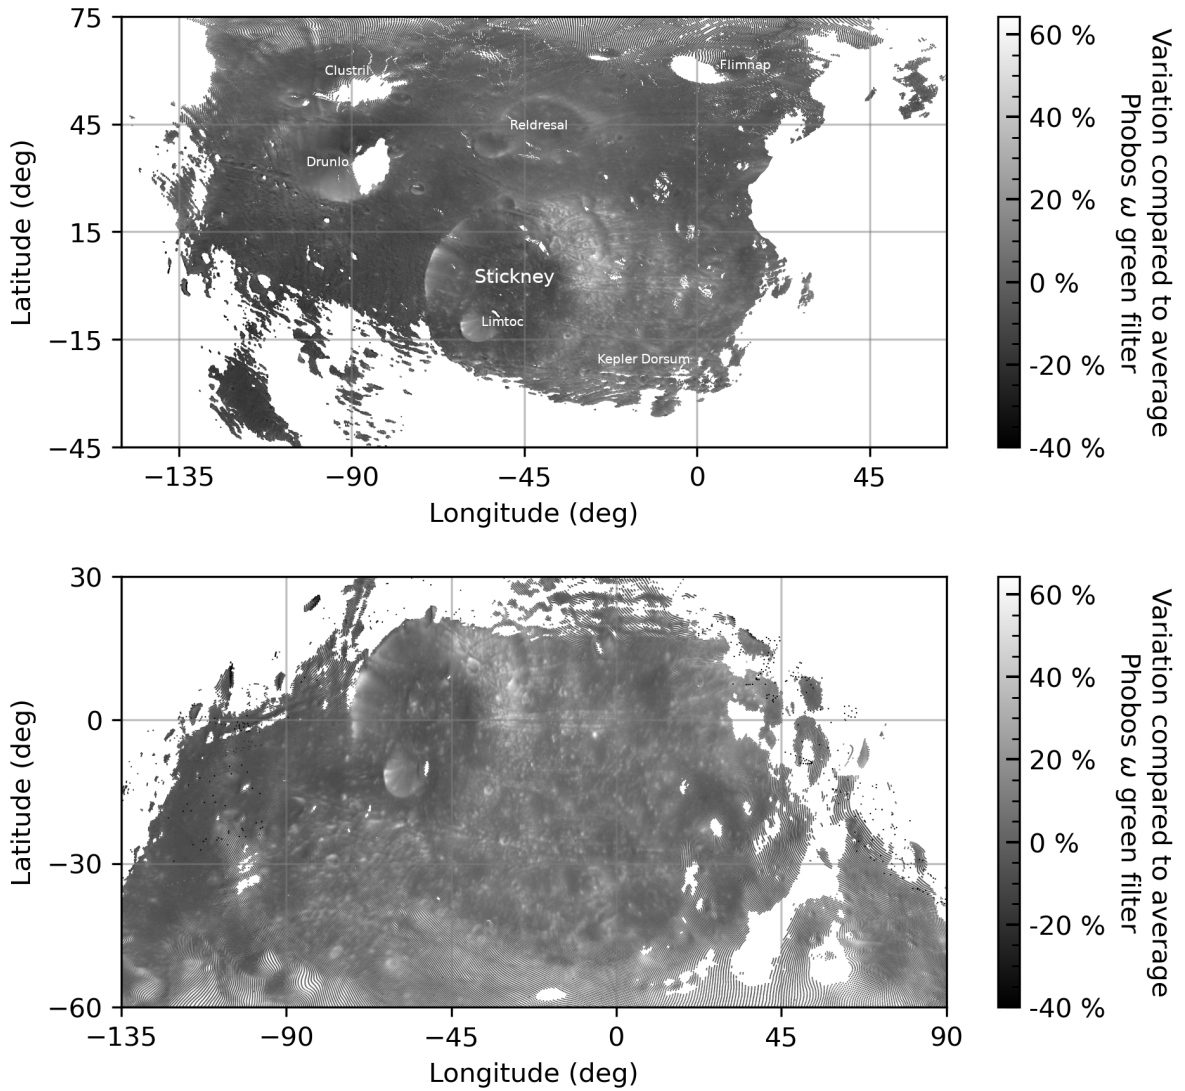 75
45
15
−15
−45
Latitude (deg)
Clustril
Flimnap
Reldresal
Drunlo
Stickney
Limtoc
Kepler Dorsum
−135
−90
−45
0
45
Longitude (deg)
60 %
40 %
20 %
0 %
-20 %
-40 %
Variation compared to average
Phobos ω green filter
30
0
−30
−60
Latitude (deg)
−135
−90
−45
0
45
90
Longitude (deg)
60 %
40 %
20 %
0 %
-20 %
-40 %
Variation compared to average
Phobos ω green filter